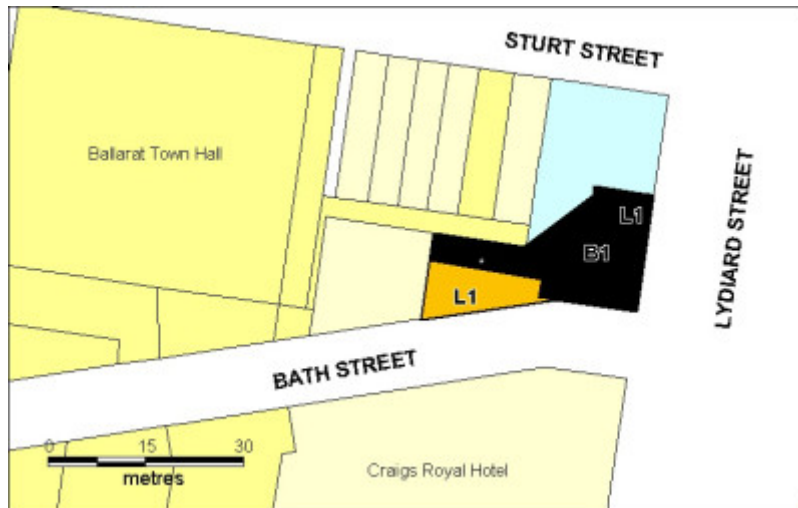 STURT STREET
Ballarat Town Hall
LYDIARD STREET
L1
B1
L1
BATH STREET
0 15 30
metres
Craigs Royal Hotel